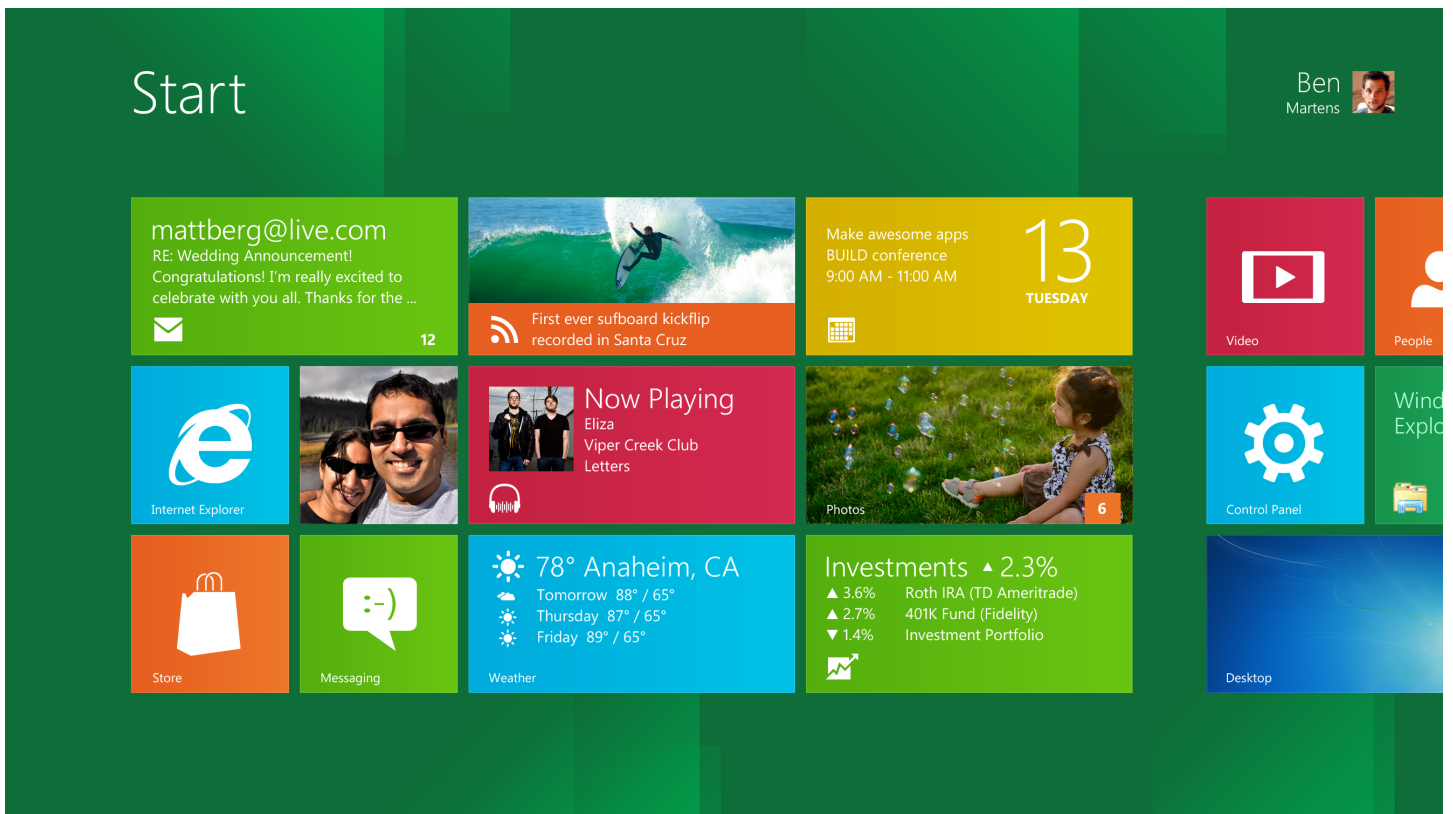 Start
Ben
Martens
mattberg@live.com
RE: Wedding Announcement!
Congratulations! I'm really excited to
celebrate with you all. Thanks for the ...
12
First ever sufboard kickflip
recorded in Santa Cruz
Make awesome apps
BUILD conference
9:00 AM - 11:00 AM
13
TUESDAY
Video
People
Internet Explorer
Now Playing
Eliza
Viper Creek Club
Letters
Photos
6
Control Panel
Wind
Explo
Store
:-)
Messaging
78° Anaheim, CA
Tomorrow 88° / 65°
Thursday 87° / 65°
Friday 89° / 65°
Weather
Investments ▲ 2.3%
▲ 3.6% Roth IRA (TD Ameritrade)
▲ 2.7% 401K Fund (Fidelity)
▼ 1.4% Investment Portfolio
Desktop